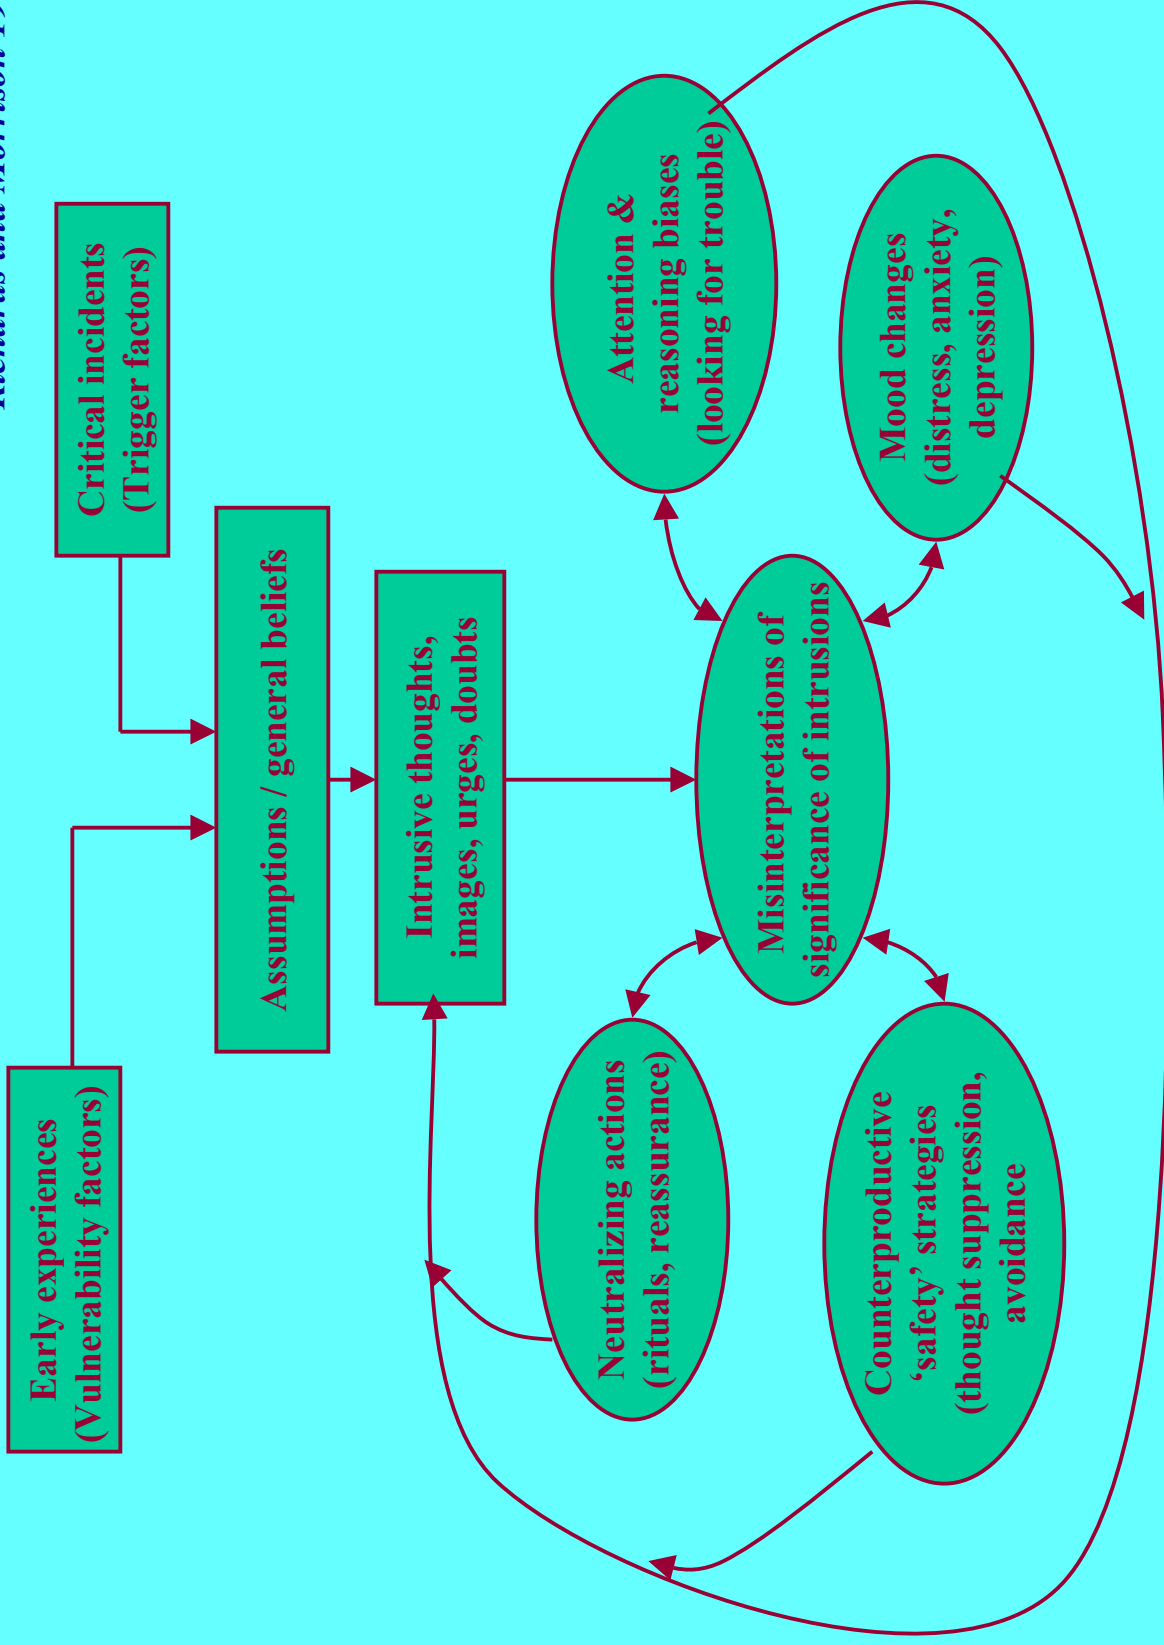 Early experiences
(Vulnerability factors)
Critical incidents
(Trigger factors)
Assumptions / general beliefs
Intrusive thoughts,
images, urges, doubts
Neutralizing actions
(rituals, reassurance)
Attention &
reasoning biases
(looking for trouble)
Misinterpretations of
significance of intrusions
Counterproductive
‘safety’ strategies
(thought suppression,
avoidance
Mood changes
(distress, anxiety,
depression)